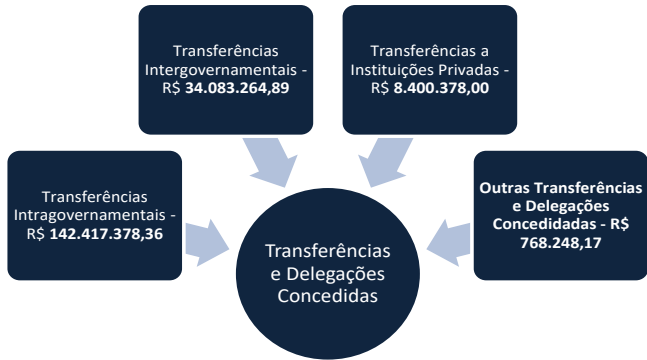 Transferências
Intergovernamentais -
R$ 34.083.264,89
Transferências a
Instituições Privadas -
R$ 8.400.378,00
Transferências
Intragovernamentais -
R$ 142.417.378,36
Outras Transferências
e Delegações
Concedidadas - R$
768.248,17
Transferências
e Delegações
Concedidas